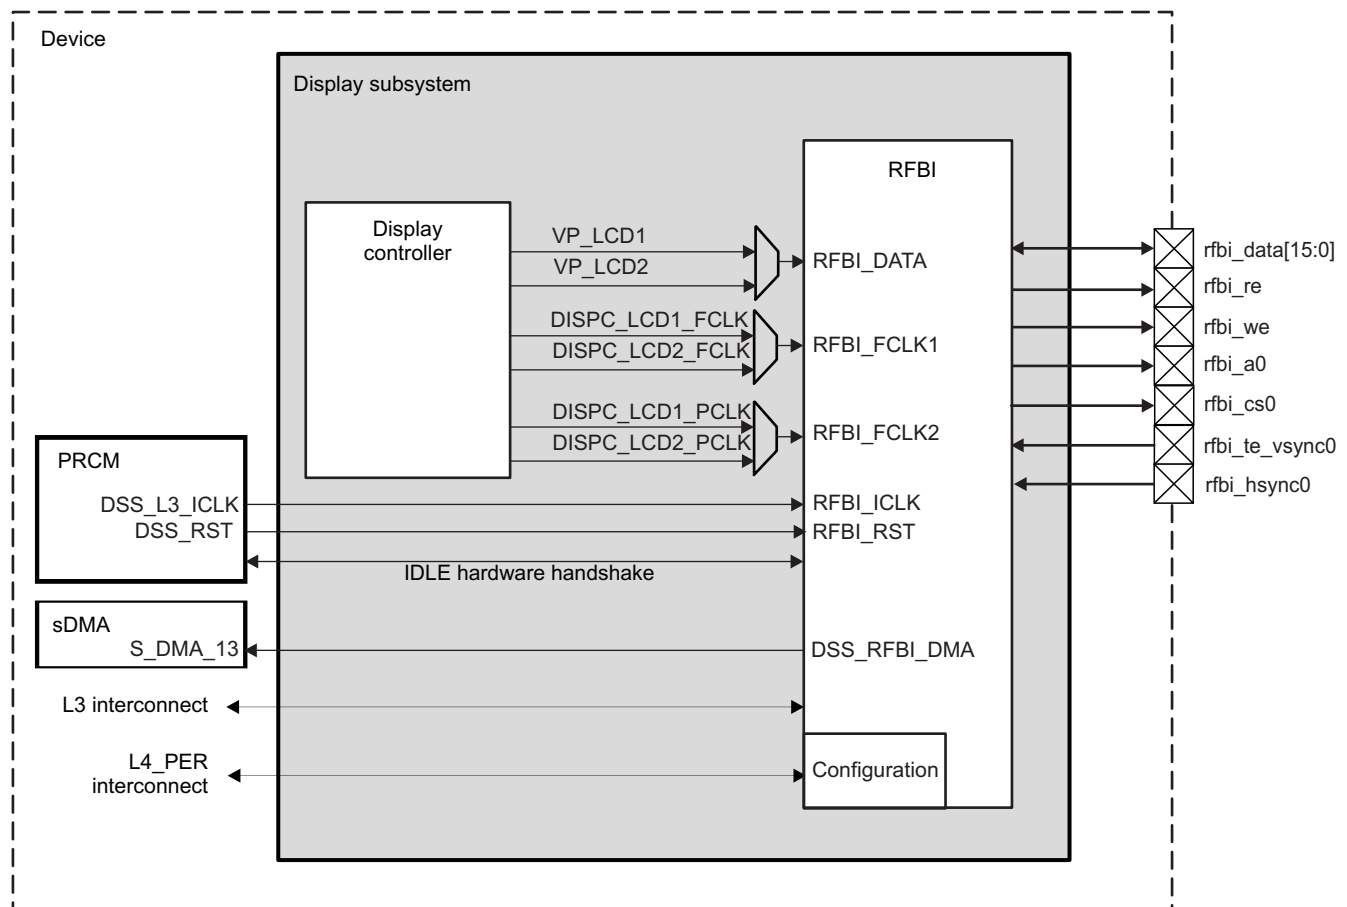 Device
Display subsystem
RFBI
Display
controller
VP_LCD1
VP_LCD2
RFBI_DATA
DISPC_LCD1_FCLK
DISPC_LCD2_FCLK
RFBI_FCLK1
DISPC_LCD1_PCLK
DISPC_LCD2_PCLK
RFBI_FCLK2
rfbi_data[15:0]
rfbi_re
rfbi_we
rfbi_a0
rfbi_cs0
rfbi_te_vsync0
rfbi_hsync0
PRCM
DSS_L3_ICLK
DSS_RST
RFBI_ICLK
RFBI_RST
IDLE hardware handshake
sDMA
S_DMA_13
DSS_RFBI_DMA
L3 interconnect
L4_PER
interconnect
Configuration